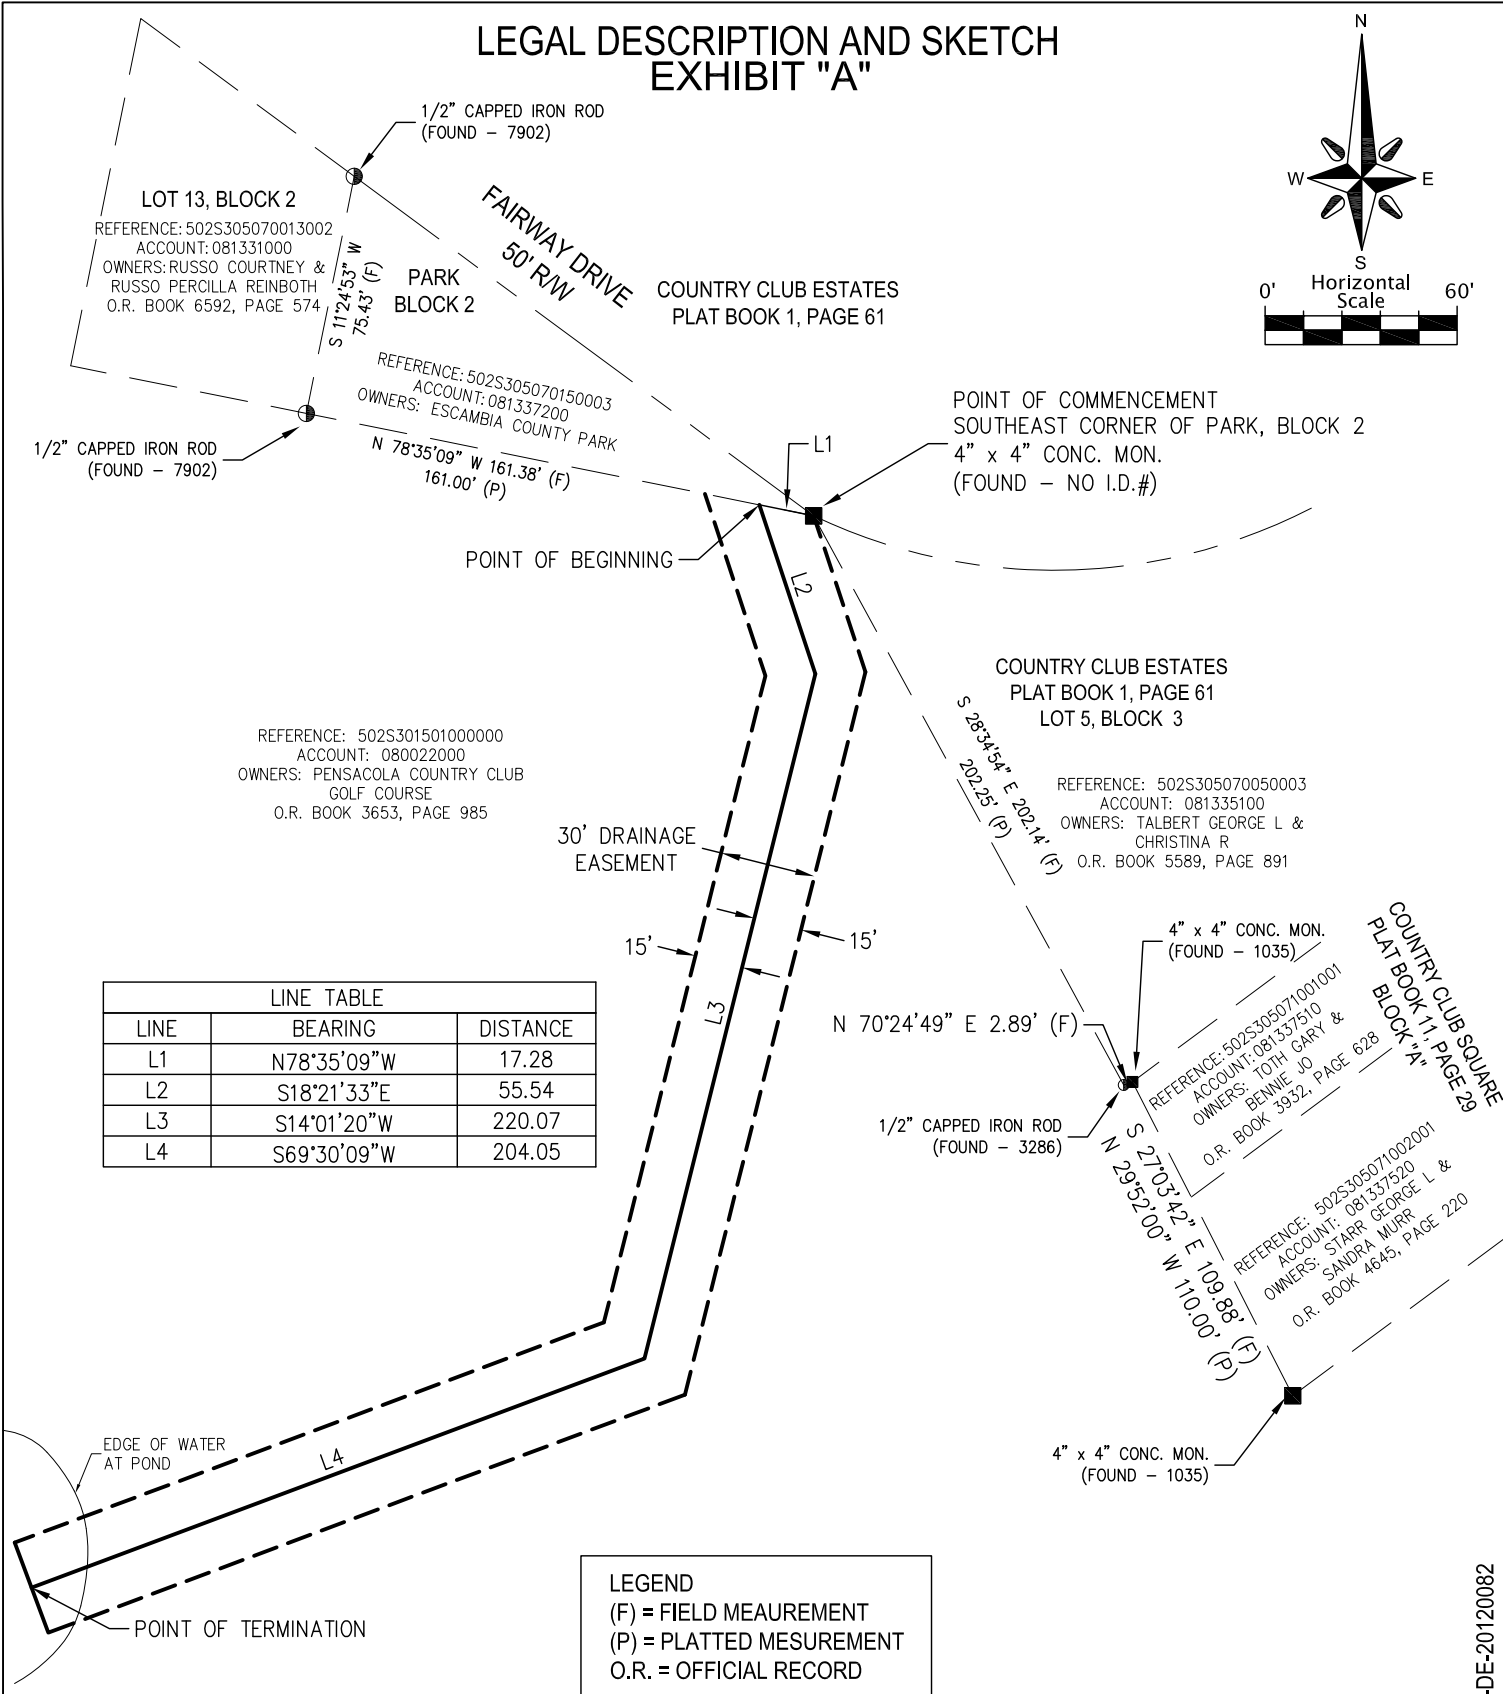 LEGAL DESCRIPTION AND SKETCH
EXHIBIT "A"
N
W
E
S
Horizontal
Scale
0'
60'
1/2" CAPPED IRON ROD
(FOUND – 7902)
LOT 13, BLOCK 2
REFERENCE: 502S305070013002
ACCOUNT: 081331000
OWNERS: RUSSO COURTNEY &
RUSSO PERCILLA REINBOTH
O.R. BOOK 6592, PAGE 574
S 11°24'53" W
75.43' (F)
PARK
BLOCK 2
FAIRWAY DRIVE
50' R/W
COUNTRY CLUB ESTATES
PLAT BOOK 1, PAGE 61
REFERENCE: 502S305070150003
ACCOUNT: 081337200
OWNERS: ESCAMBIA COUNTY PARK
1/2" CAPPED IRON ROD
(FOUND – 7902)
N 78°35'09" W 161.38' (F)
161.00' (P)
L1
POINT OF COMMENCEMENT
SOUTHEAST CORNER OF PARK, BLOCK 2
4" x 4" CONC. MON.
(FOUND – NO I.D.#)
POINT OF BEGINNING
L2
COUNTRY CLUB ESTATES
PLAT BOOK 1, PAGE 61
LOT 5, BLOCK 3
S 28°34'54" E 202.14' (F)
202.25' (P)
REFERENCE: 502S301501000000
ACCOUNT: 080022000
OWNERS: PENSACOLA COUNTRY CLUB
GOLF COURSE
O.R. BOOK 3653, PAGE 985
REFERENCE: 502S305070050003
ACCOUNT: 081335100
OWNERS: TALBERT GEORGE L &
CHRISTINA R
O.R. BOOK 5589, PAGE 891
30' DRAINAGE
EASEMENT
15'
15'
L3
4" x 4" CONC. MON.
(FOUND – 1035)
COUNTRY CLUB SQUARE
PLAT BOOK 11, PAGE 29
BLOCK "A"
N 70°24'49" E 2.89' (F)
REFERENCE: 502S305071001001
ACCOUNT: 081337510
OWNERS: TOTH GARY &
BENNIE JO
O.R. BOOK 3932, PAGE 628
1/2" CAPPED IRON ROD
(FOUND – 3286)
S 27°03'42" E 109.88' (F)
N 29°52'00" W 110.00' (P)
REFERENCE: 502S305071002001
ACCOUNT: 081337520
OWNERS: STARR GEORGE L &
SANDRA MURR
O.R. BOOK 4645, PAGE 220
LINE TABLE
LINE BEARING DISTANCE
L1 N78°35'09"W 17.28
L2 S18°21'33"E 55.54
L3 S14°01'20"W 220.07
L4 S69°30'09"W 204.05
4" x 4" CONC. MON.
(FOUND – 1035)
EDGE OF WATER
AT POND
L4
POINT OF TERMINATION
LEGEND
(F) = FIELD MEAUREMENT
(P) = PLATTED MESUREMENT
O.R. = OFFICIAL RECORD
-DE-20120082